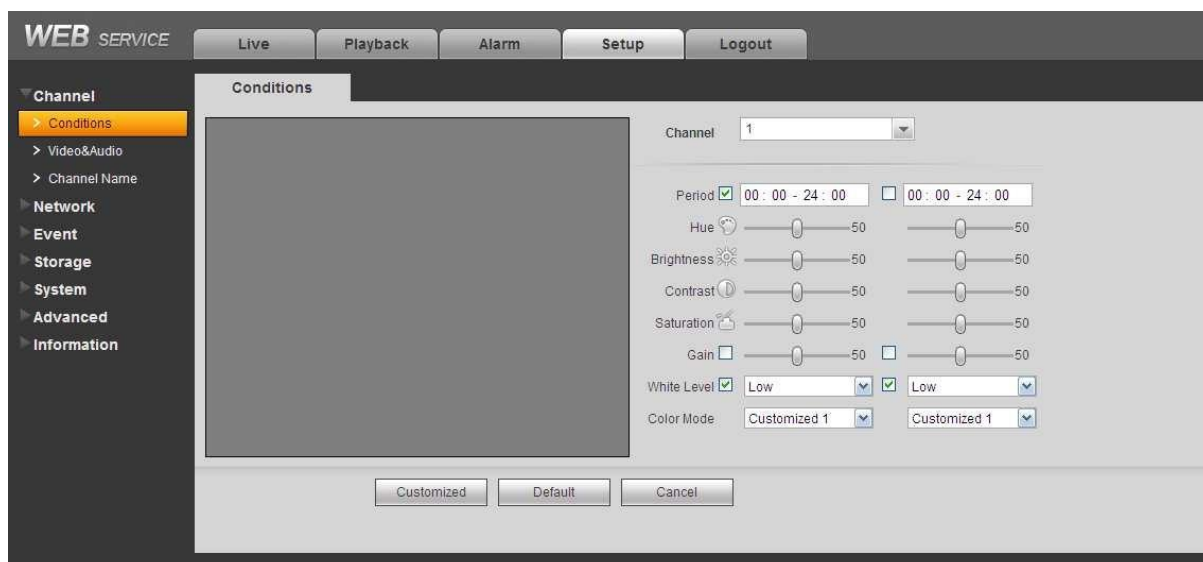 WEB SERVICE
Live Playback Alarm Setup Logout
Channel
> Conditions
> Video&Audio
> Channel Name
Network
Event
Storage
System
Advanced
Information
Conditions
Channel 1
Period 00 : 00 - 24 : 00 00 : 00 - 24 : 00
Hue 50 50
Brightness 50 50
Contrast 50 50
Saturation 50 50
Gain 50 50
White Level Low Low
Color Mode Customized 1 Customized 1
Customized Default Cancel